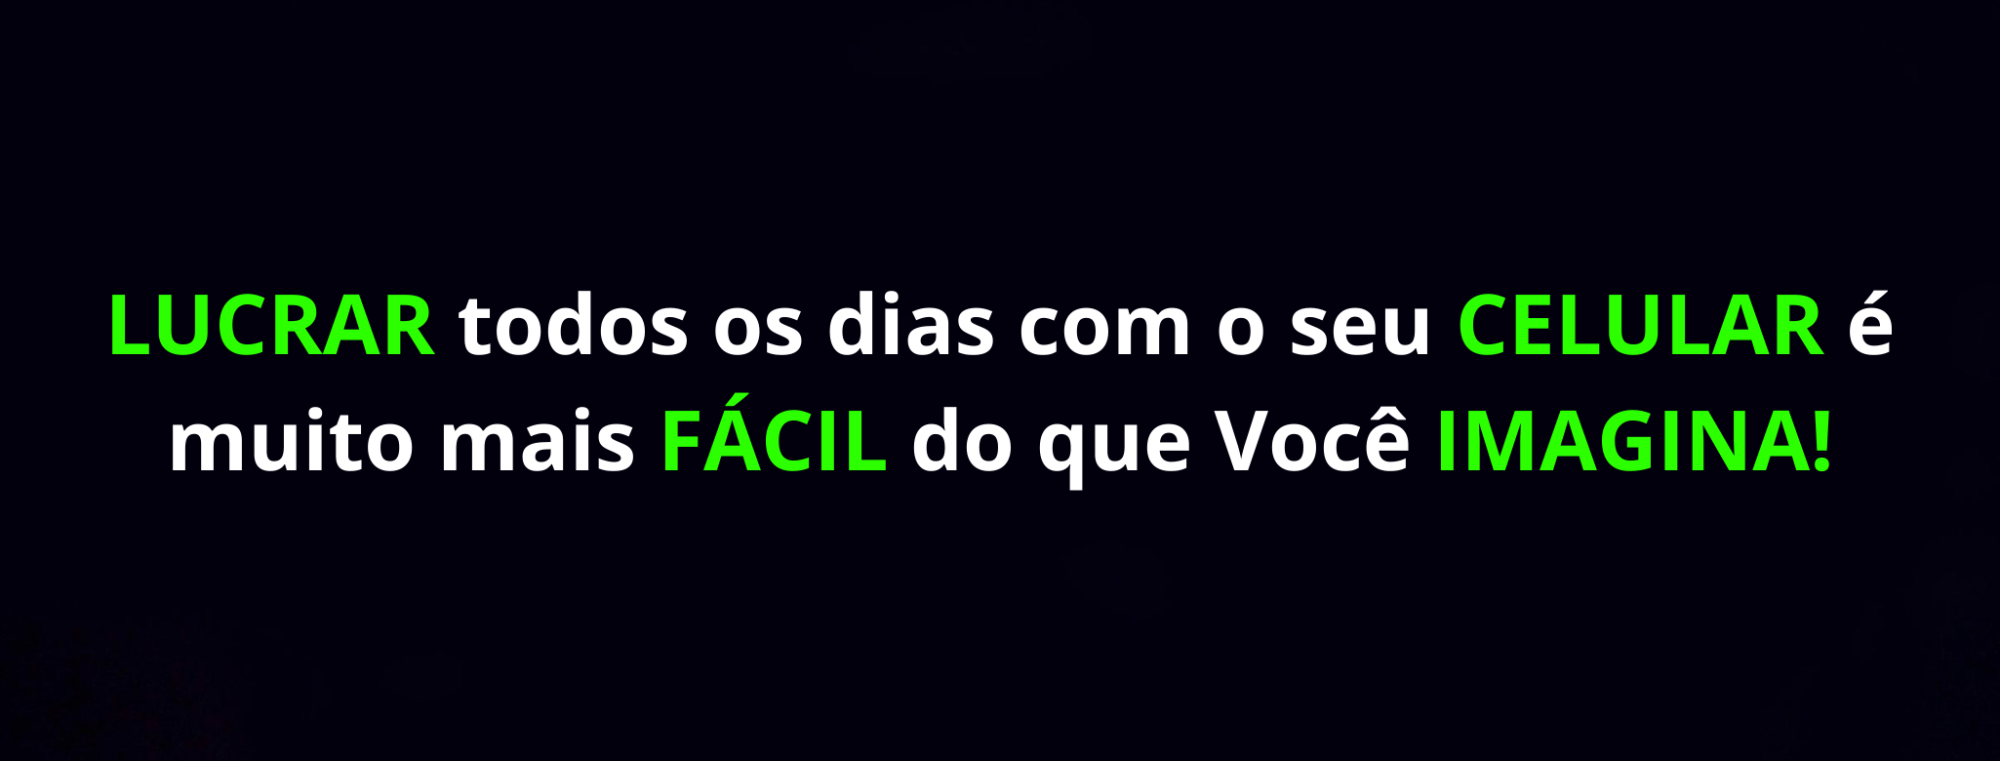 LUCRAR todos os dias com o seu CELULAR é
muito mais FÁCIL do que Você IMAGINA!